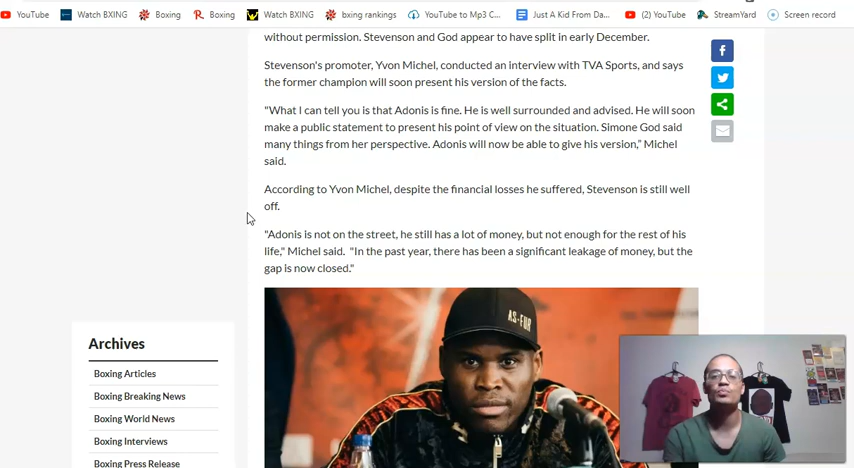 YouTube Watch BXING Boxing Boxing Watch BXING bxing rankings YouTube to Mp3 C... Just A Kid From Da... (2) YouTube StreamYard Screen record
without permission. Stevenson and God appear to have split in early December.
Stevenson's promoter, Yvon Michel, conducted an interview with TVA Sports, and says
the former champion will soon present his version of the facts.
"What I can tell you is that Adonis is fine. He is well surrounded and advised. He will soon
make a public statement to present his point of view on the situation. Simone God said
many things from her perspective. Adonis will now be able to give his version," Michel
said.
According to Yvon Michel, despite the financial losses he suffered, Stevenson is still well
off.
"Adonis is not on the street, he still has a lot of money, but not enough for the rest of his
life," Michel said. "In the past year, there has been a significant leakage of money, but the
gap is now closed."
AS-FUR
Archives
Boxing Articles
Boxing Breaking News
Boxing World News
Boxing Interviews
Boxing Press Release